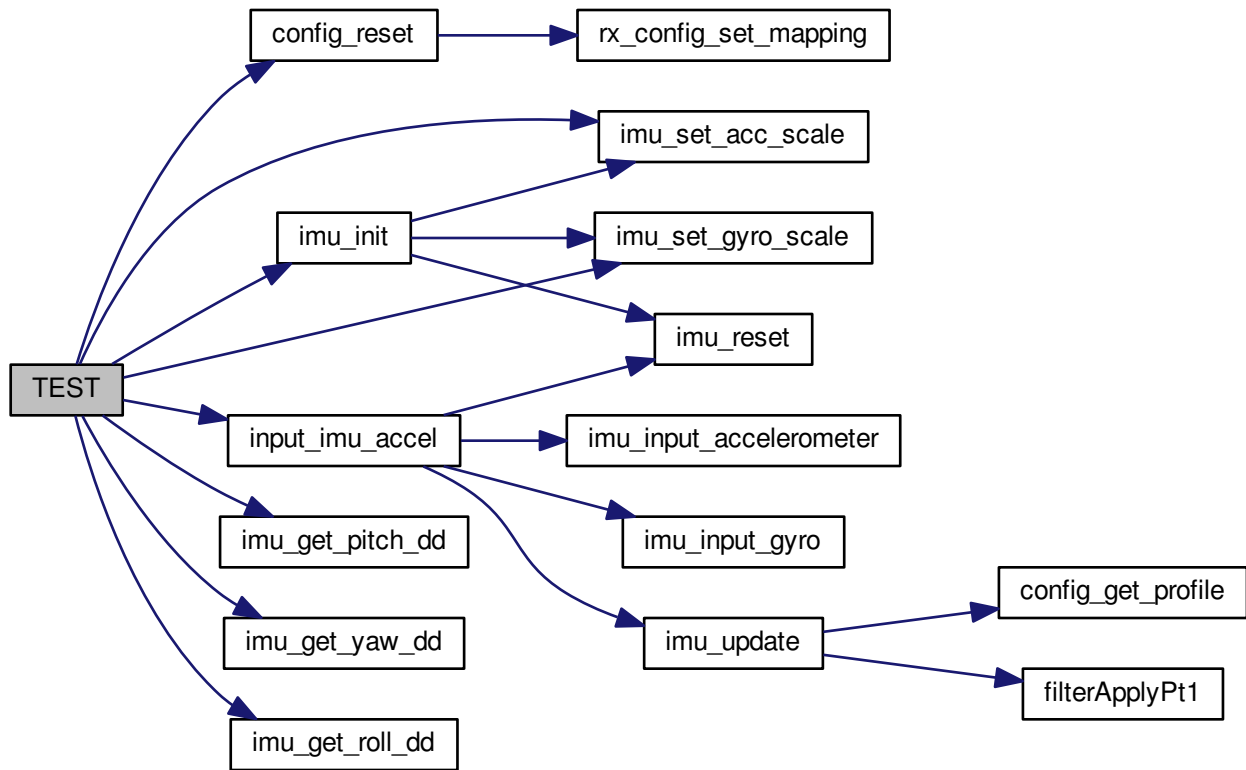 config_reset
rx_config_set_mapping
imu_set_acc_scale
imu_init
imu_set_gyro_scale
imu_reset
TEST
input_imu_accel
imu_input_accelerometer
imu_get_pitch_dd
imu_input_gyro
config_get_profile
imu_get_yaw_dd
imu_update
filterApplyPt1
imu_get_roll_dd